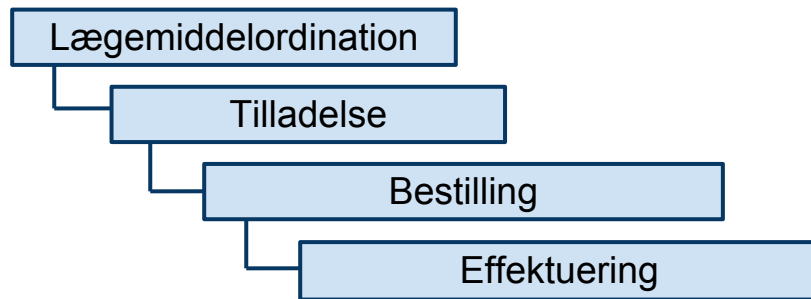 Lægemiddelordination
Tilladelse
Bestilling
Effektuering